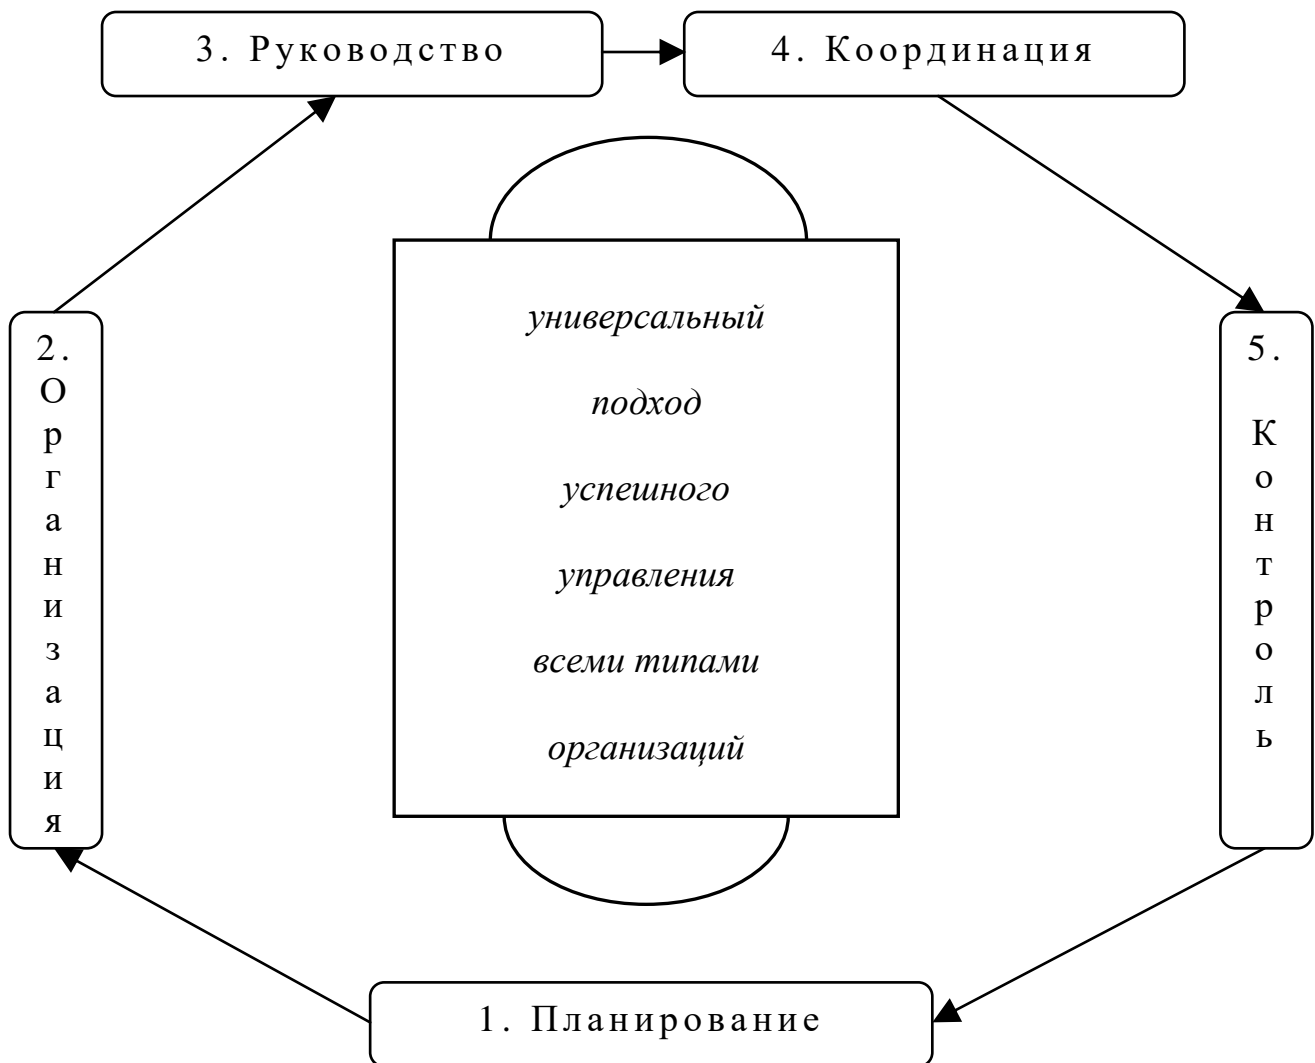 3. Руководство
4. Координация
универсальный
подход
успешного
управления
всеми типами
организаций
2.
О
р
г
а
н
и
з
а
ц
и
я
5.
К
о
н
т
р
о
л
ь
1. Планирование